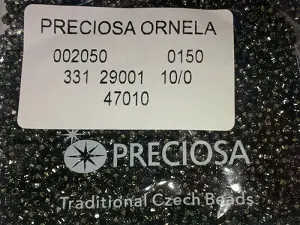 PRECIOSA ORNELA
002050 0150
331 29001 10/0
47010
PRECIOSA
Traditional Czech Beads